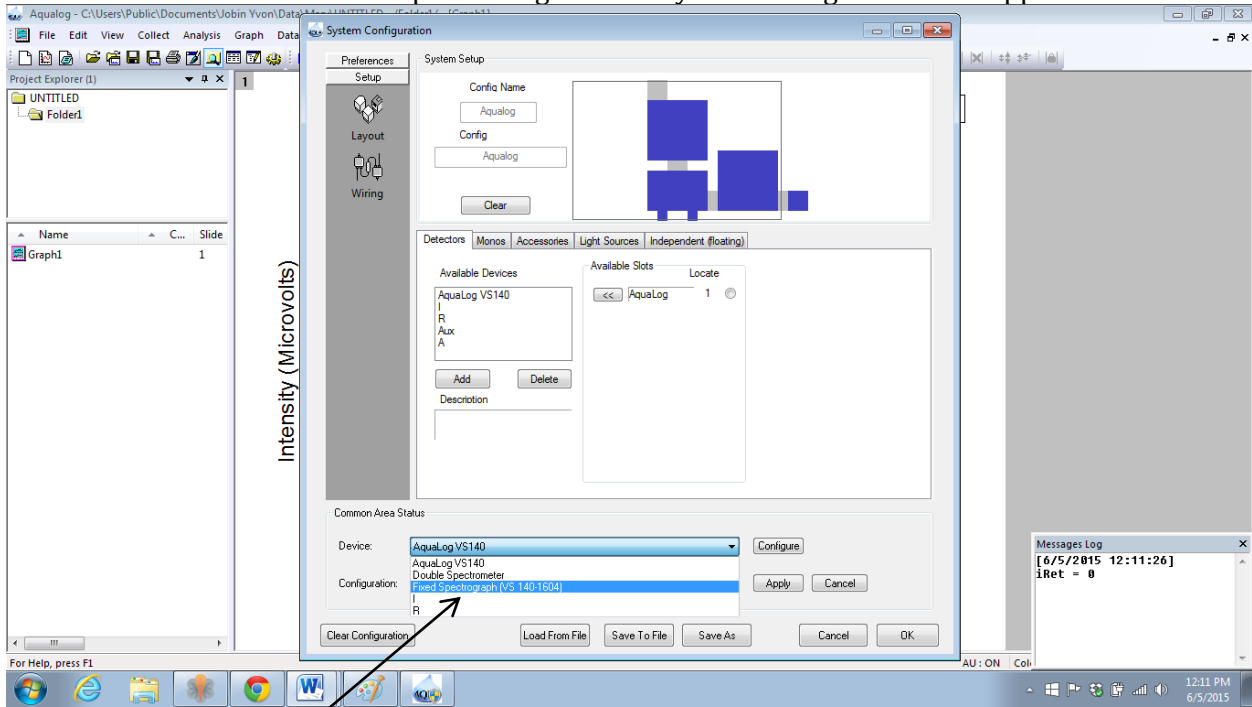 Aqualog - C:\Users\Public\Documents\Jobin Yvon\Data
File Edit View Collect Analysis Graph Data
Project Explorer (1)
UNTITLED
Folder1
Name C... Slide
Graph1 1
1
Intensity (Microvolts)
System Configuration
Preferences
Setup
Layout
Wiring
System Setup
Config Name
Aqualog
Config
Aqualog
Clear
Detectors Monos Accessories Light Sources Independent (floating)
Available Devices
AquaLog VS140
I
R
Aux
A
Add Delete
Description
Available Slots Locate
<< AquaLog 1
Common Area Status
Device: AquaLog VS140 Configure
AquaLog VS140
Double Spectrometer
Configuration: Fixed Spectrograph (VS 140-1604) Apply Cancel
I
R
Clear Configuration Load From File Save To File Save As Cancel OK
Messages Log
[6/5/2015 12:11:26]
iRet = 0
For Help, press F1
AU : ON
12:11 PM
6/5/2015